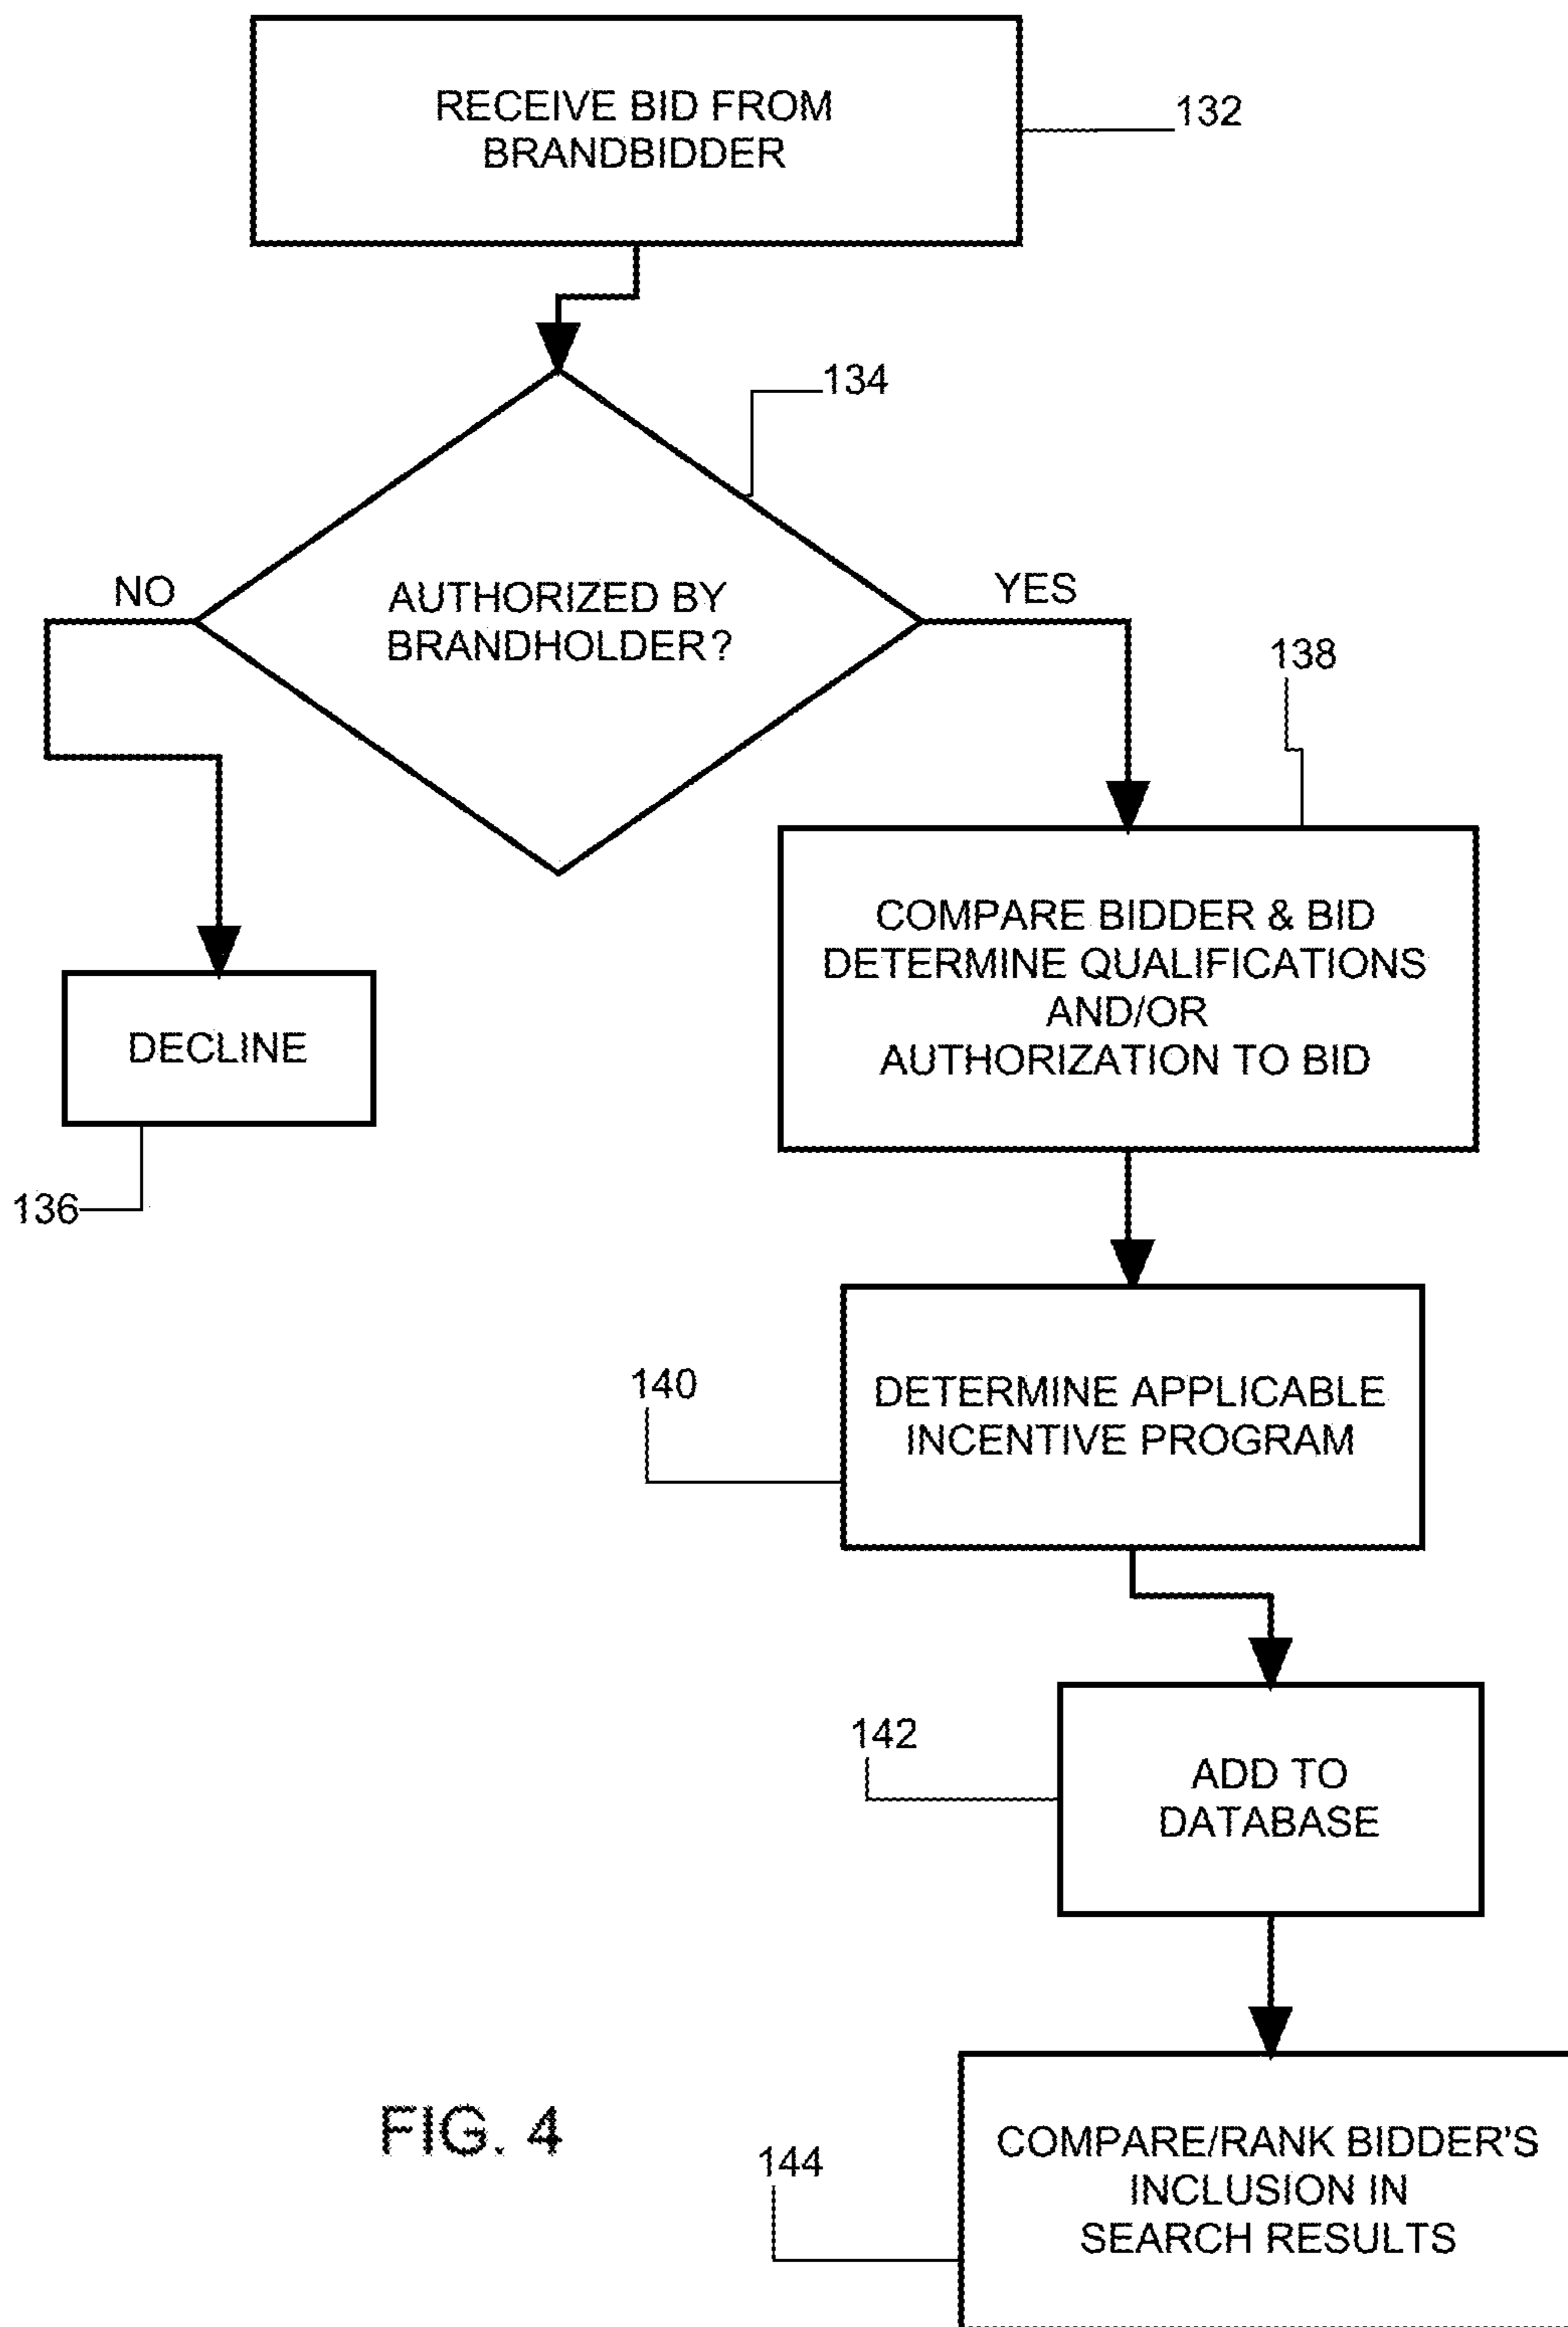 RECEIVE BID FROM
BRANDBIDDER
132
134
NO
AUTHORIZED BY
BRANDHOLDER?
YES
138
COMPARE BIDDER & BID
DETERMINE QUALIFICATIONS
AND/OR
AUTHORIZATION TO BID
DECLINE
136
140
DETERMINE APPLICABLE
INCENTIVE PROGRAM
142
ADD TO
DATABASE
FIG. 4
144
COMPARE/RANK BIDDER'S
INCLUSION IN
SEARCH RESULTS